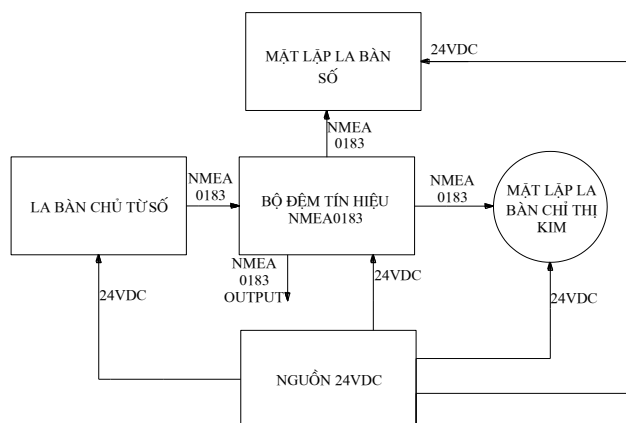 MẶT LẶP LA BÀN
SỐ
24VDC
NMEA
0183
LA BÀN CHỦ TỪ SỐ
NMEA
0183
BỘ ĐỆM TÍN HIỆU
NMEA0183
NMEA
0183
MẶT LẶP LA
BÀN CHỈ THỊ
KIM
NMEA
0183
OUTPUT
24VDC
24VDC
24VDC
NGUỒN 24VDC